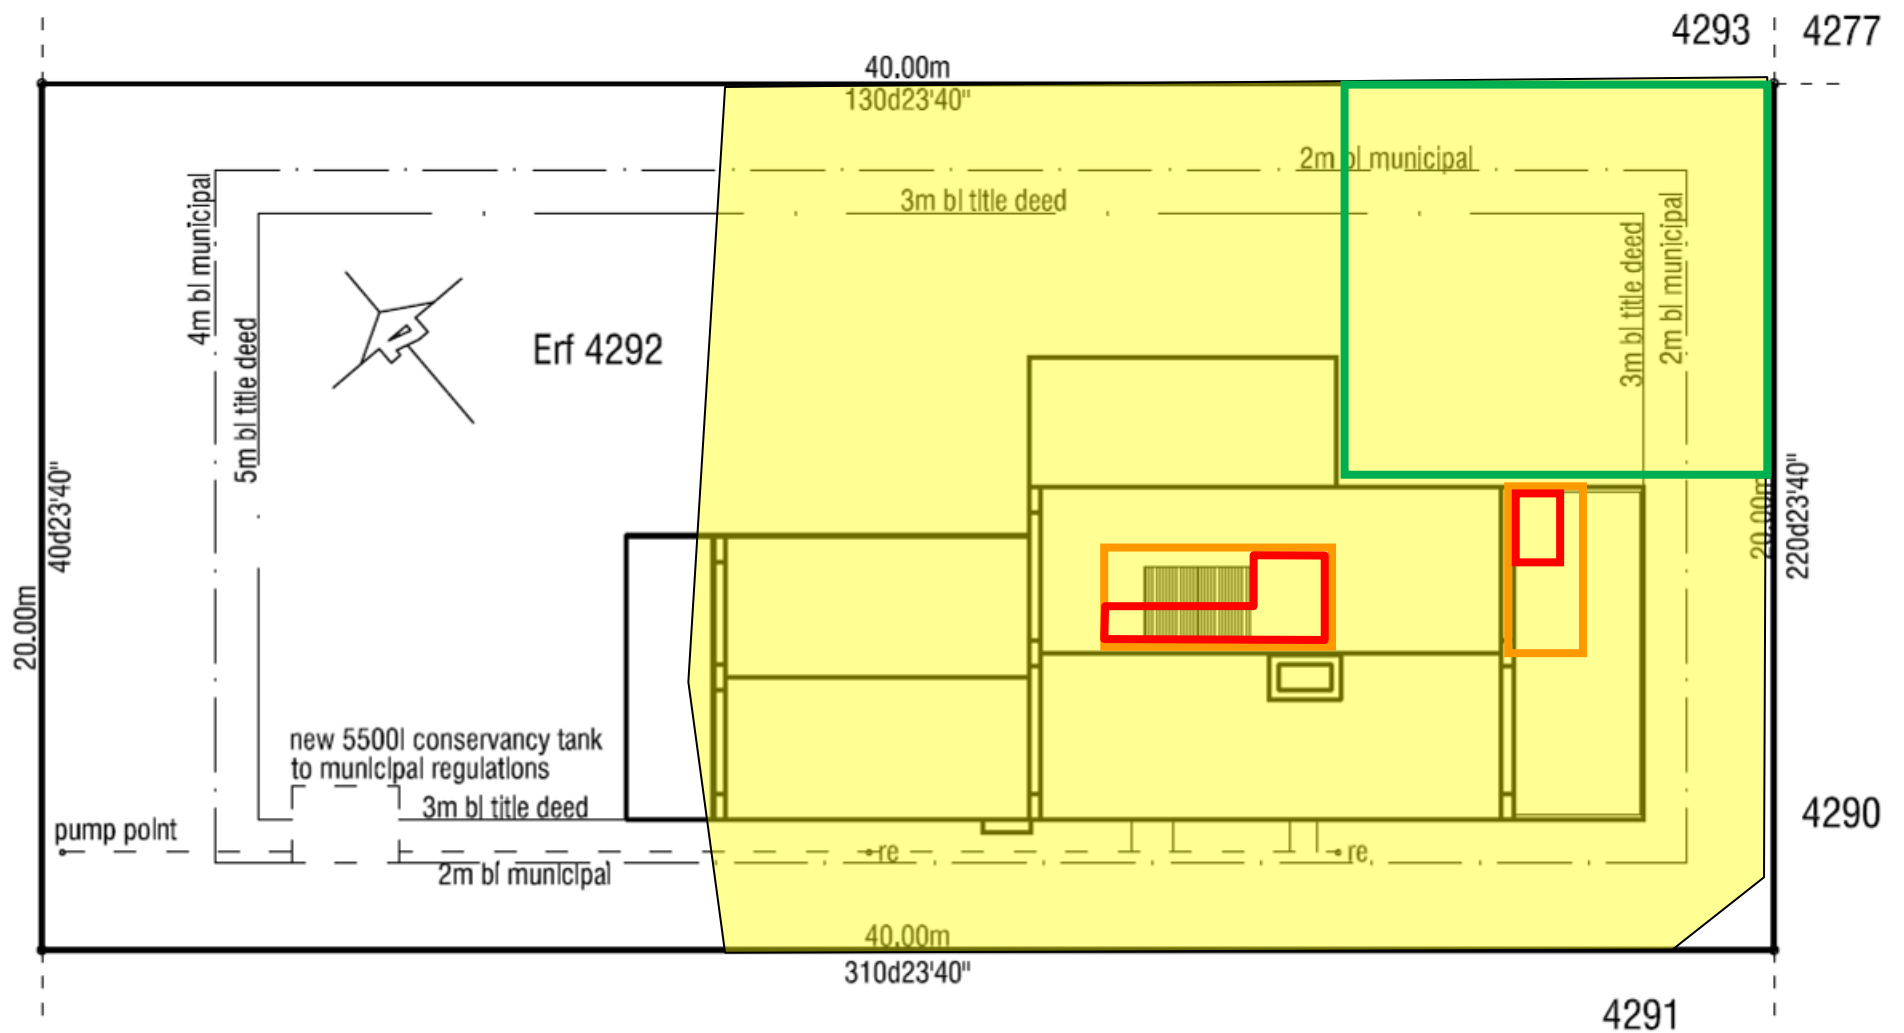 4293
4277
40.00m
130d23'40"
2m bl municipal
3m bl title deed
4m bl municipal
5m bl title deed
3m bl title deed
2m bl municipal
Erf 4292
40d23'40"
20.00m
20.00m
220d23'40"
new 5500l conservancy tank
to municipal regulations
3m bl title deed
pump point
re
re
2m bl municipal
4290
40.00m
310d23'40"
4291